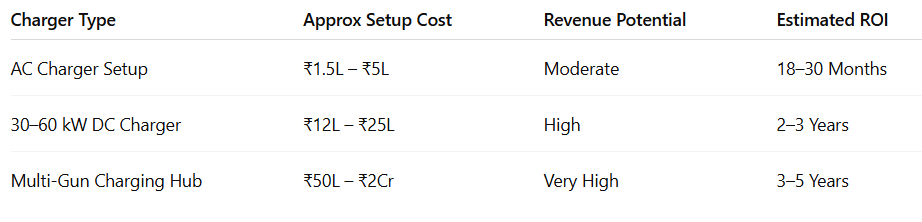 Charger Type Approx Setup Cost Revenue Potential Estimated ROI
AC Charger Setup ₹1.5L – ₹5L Moderate 18–30 Months
30–60 kW DC Charger ₹12L – ₹25L High 2–3 Years
Multi-Gun Charging Hub ₹50L – ₹2Cr Very High 3–5 Years